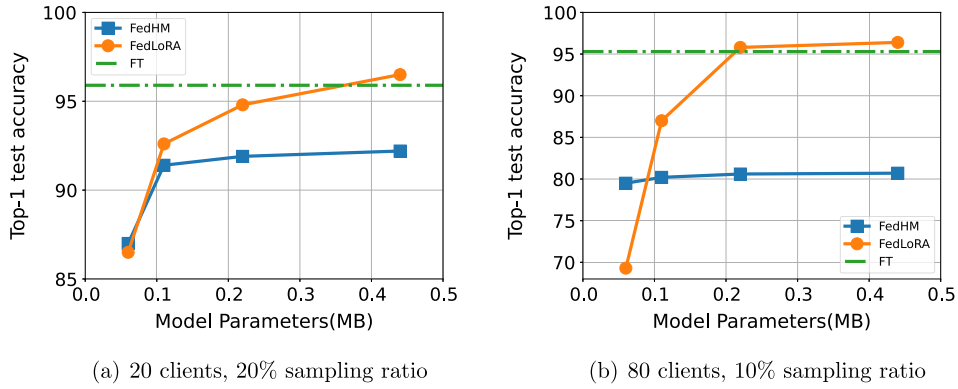 100
95
90
85
0.0 0.1 0.2 0.3 0.4 0.5
Top-1 test accuracy
Model Parameters(MB)
FedHM
FedLoRA
FT
(a) 20 clients, 20% sampling ratio
100
95
90
85
80
75
70
0.0 0.1 0.2 0.3 0.4 0.5
Top-1 test accuracy
Model Parameters(MB)
FedHM
FedLoRA
FT
(b) 80 clients, 10% sampling ratio